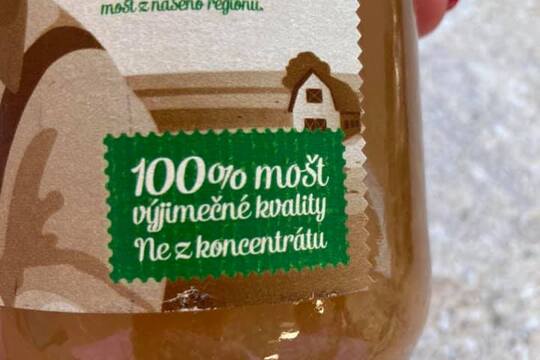 mošt z našeho regionu.
100% mošt
výjimečné kvality
Ne z koncentrátu